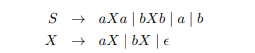 S → aXa | bXb | a | b
X → aX | bX | ϵ